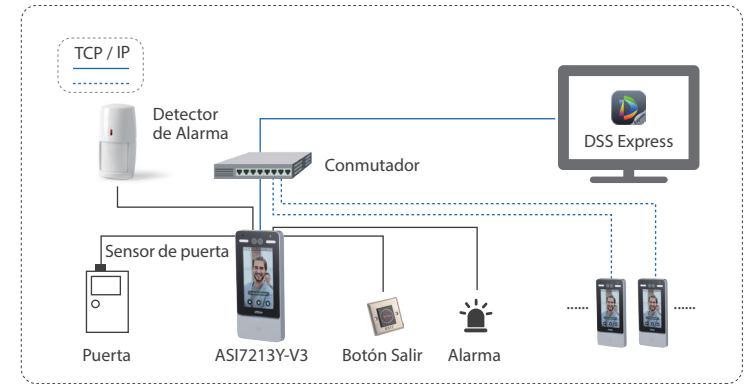 TCP / IP
Detector
de Alarma
DSS Express
Conmutador
Sensor de puerta
Puerta
ASI7213Y-V3
Botón Salir
Alarma